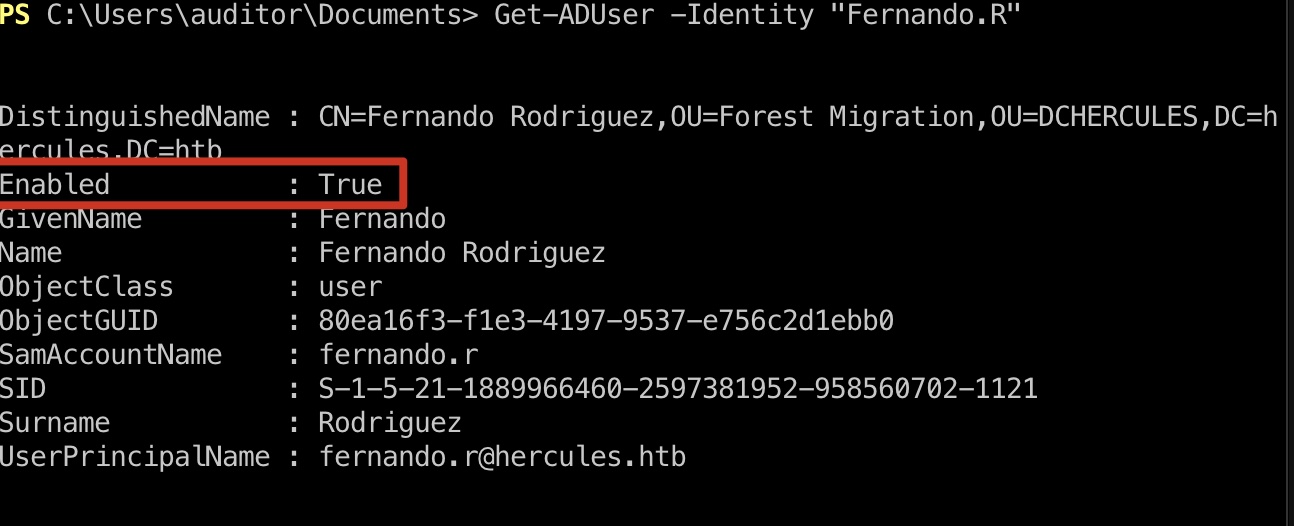 PS C:\Users\auditor\Documents> Get-ADUser -Identity "Fernando.R"
DistinguishedName : CN=Fernando Rodriguez,OU=Forest Migration,OU=DCHERCULES,DC=h
ercules,DC=htb
Enabled           : True
GivenName         : Fernando
Name              : Fernando Rodriguez
ObjectClass       : user
ObjectGUID        : 80ea16f3-f1e3-4197-9537-e756c2d1ebb0
SamAccountName    : fernando.r
SID               : S-1-5-21-1889966460-2597381952-958560702-1121
Surname           : Rodriguez
UserPrincipalName : fernando.r@hercules.htb